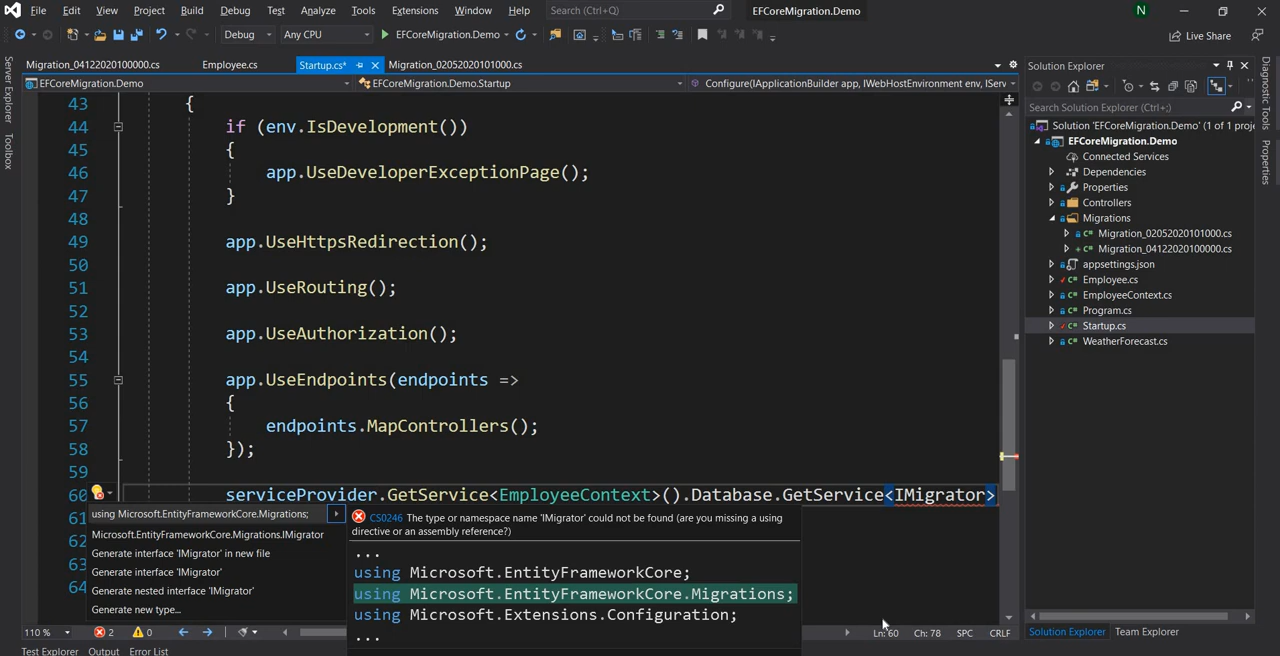 File Edit View Project Build Debug Test Analyze Tools Extensions Window Help Search (Ctrl+Q) EFCoreMigration.Demo N
Debug Any CPU EFCoreMigration.Demo Live Share
Migration_04122020100000.cs Employee.cs Startup.cs* Migration_02052020101000.cs
EFCoreMigration.Demo EFCoreMigration.Demo.Startup Configure(IApplicationBuilder app, IWebHostEnvironment env, IServ
43 {
44 if (env.IsDevelopment())
45 {
46 app.UseDeveloperExceptionPage();
47 }
48
49 app.UseHttpsRedirection();
50
51 app.UseRouting();
52
53 app.UseAuthorization();
54
55 app.UseEndpoints(endpoints =>
56 {
57 endpoints.MapControllers();
58 });
59
60 serviceProvider.GetService<EmployeeContext>().Database.GetService<IMigrator>
61
62
63
64
using Microsoft.EntityFrameworkCore.Migrations;
Microsoft.EntityFrameworkCore.Migrations.IMigrator
Generate interface 'IMigrator' in new file
Generate interface 'IMigrator'
Generate nested interface 'IMigrator'
Generate new type...
CS0246 The type or namespace name 'IMigrator' could not be found (are you missing a using
directive or an assembly reference?)
...
using Microsoft.EntityFrameworkCore;
using Microsoft.EntityFrameworkCore.Migrations;
using Microsoft.Extensions.Configuration;
...
110 % 2 0 Ln: 60 Ch: 78 SPC CRLF
Test Explorer Output Error List
Server Explorer
Toolbox
Solution Explorer
Search Solution Explorer (Ctrl+;)
Solution 'EFCoreMigration.Demo' (1 of 1 proje
EFCoreMigration.Demo
Connected Services
Dependencies
Properties
Controllers
Migrations
Migration_02052020101000.cs
Migration_04122020100000.cs
appsettings.json
Employee.cs
EmployeeContext.cs
Program.cs
Startup.cs
WeatherForecast.cs
Solution Explorer Team Explorer
Diagnostic Tools
Properties